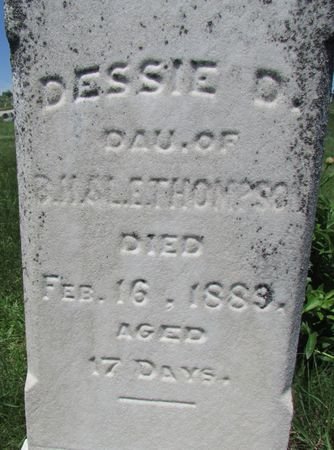 DESSIE D.
DAU. OF
THOMPSON
DIED
FEB. 16, 1883.
AGED
17 DAYS.